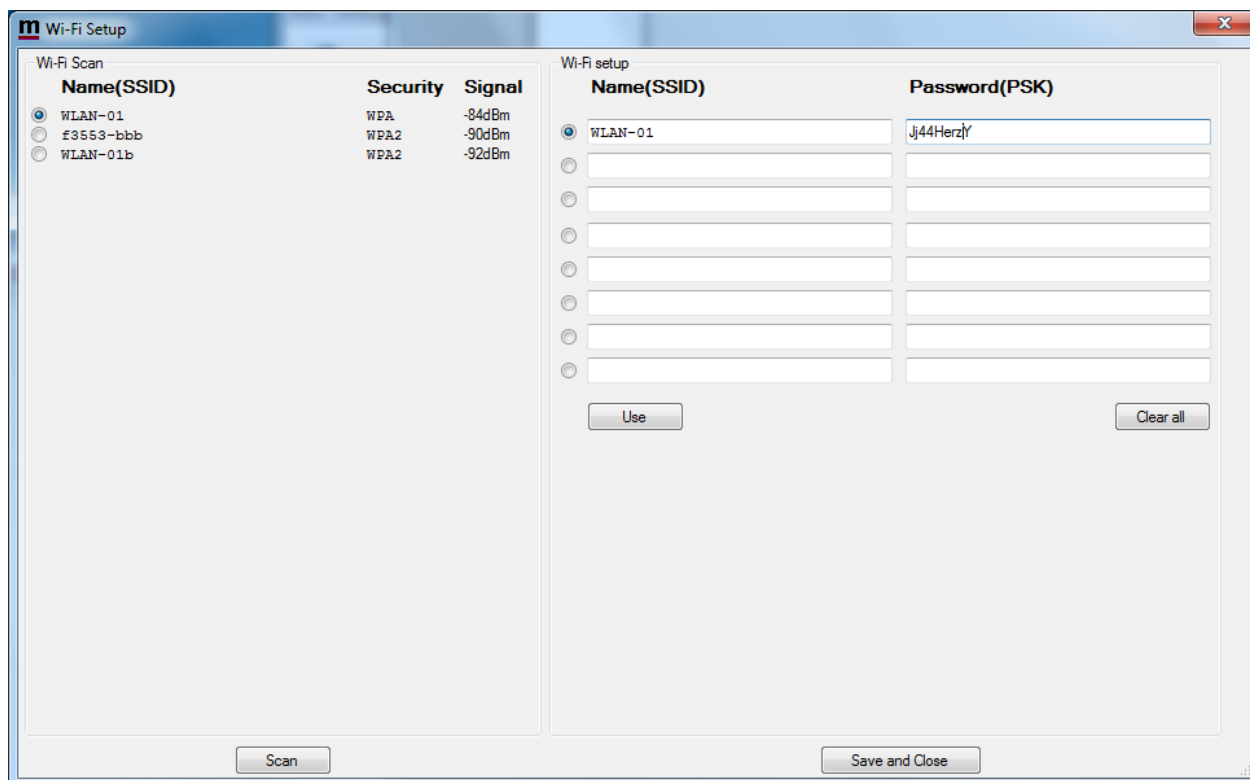 m Wi-Fi Setup
Wi-Fi Scan
Name(SSID) Security Signal
WLAN-01 WPA -84dBm
f3553-bbb WPA2 -90dBm
WLAN-01b WPA2 -92dBm
Scan
Wi-Fi setup
Name(SSID) Password(PSK)
WLAN-01 Jj44HerzY
Use Clear all
Save and Close